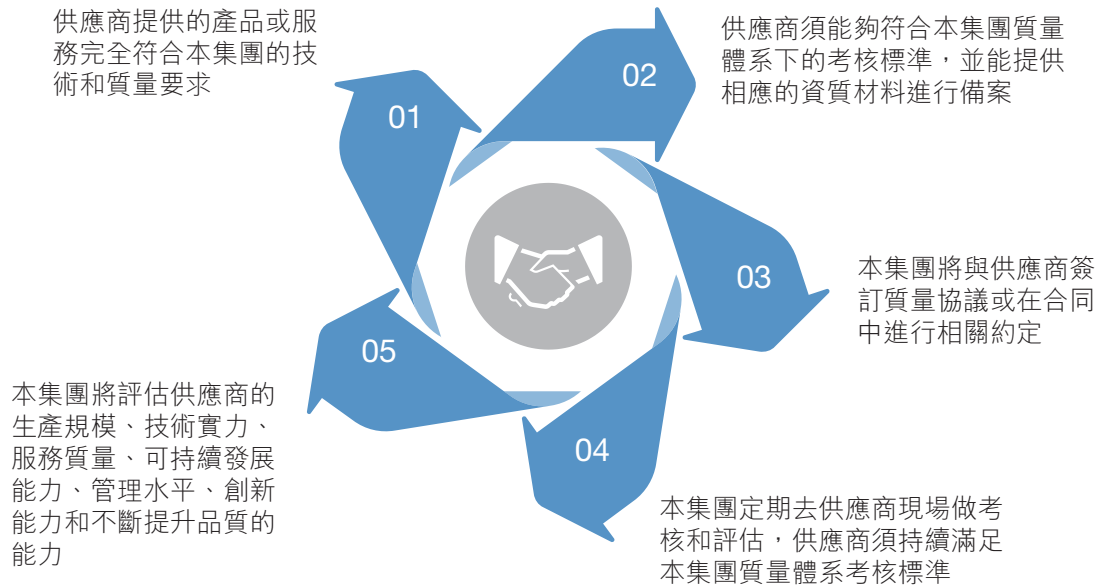 01
供應商提供的產品或服
務完全符合本集團的技
術和質量要求
02
供應商須能夠符合本集團質量
體系下的考核標準，並能提供
相應的資質材料進行備案
03
本集團將與供應商簽
訂質量協議或在合同
中進行相關約定
04
本集團定期去供應商現場做考
核和評估，供應商須持續滿足
本集團質量體系考核標準
05
本集團將評估供應商的
生產規模、技術實力、
服務質量、可持續發展
能力、管理水平、創新
能力和不斷提升品質的
能力